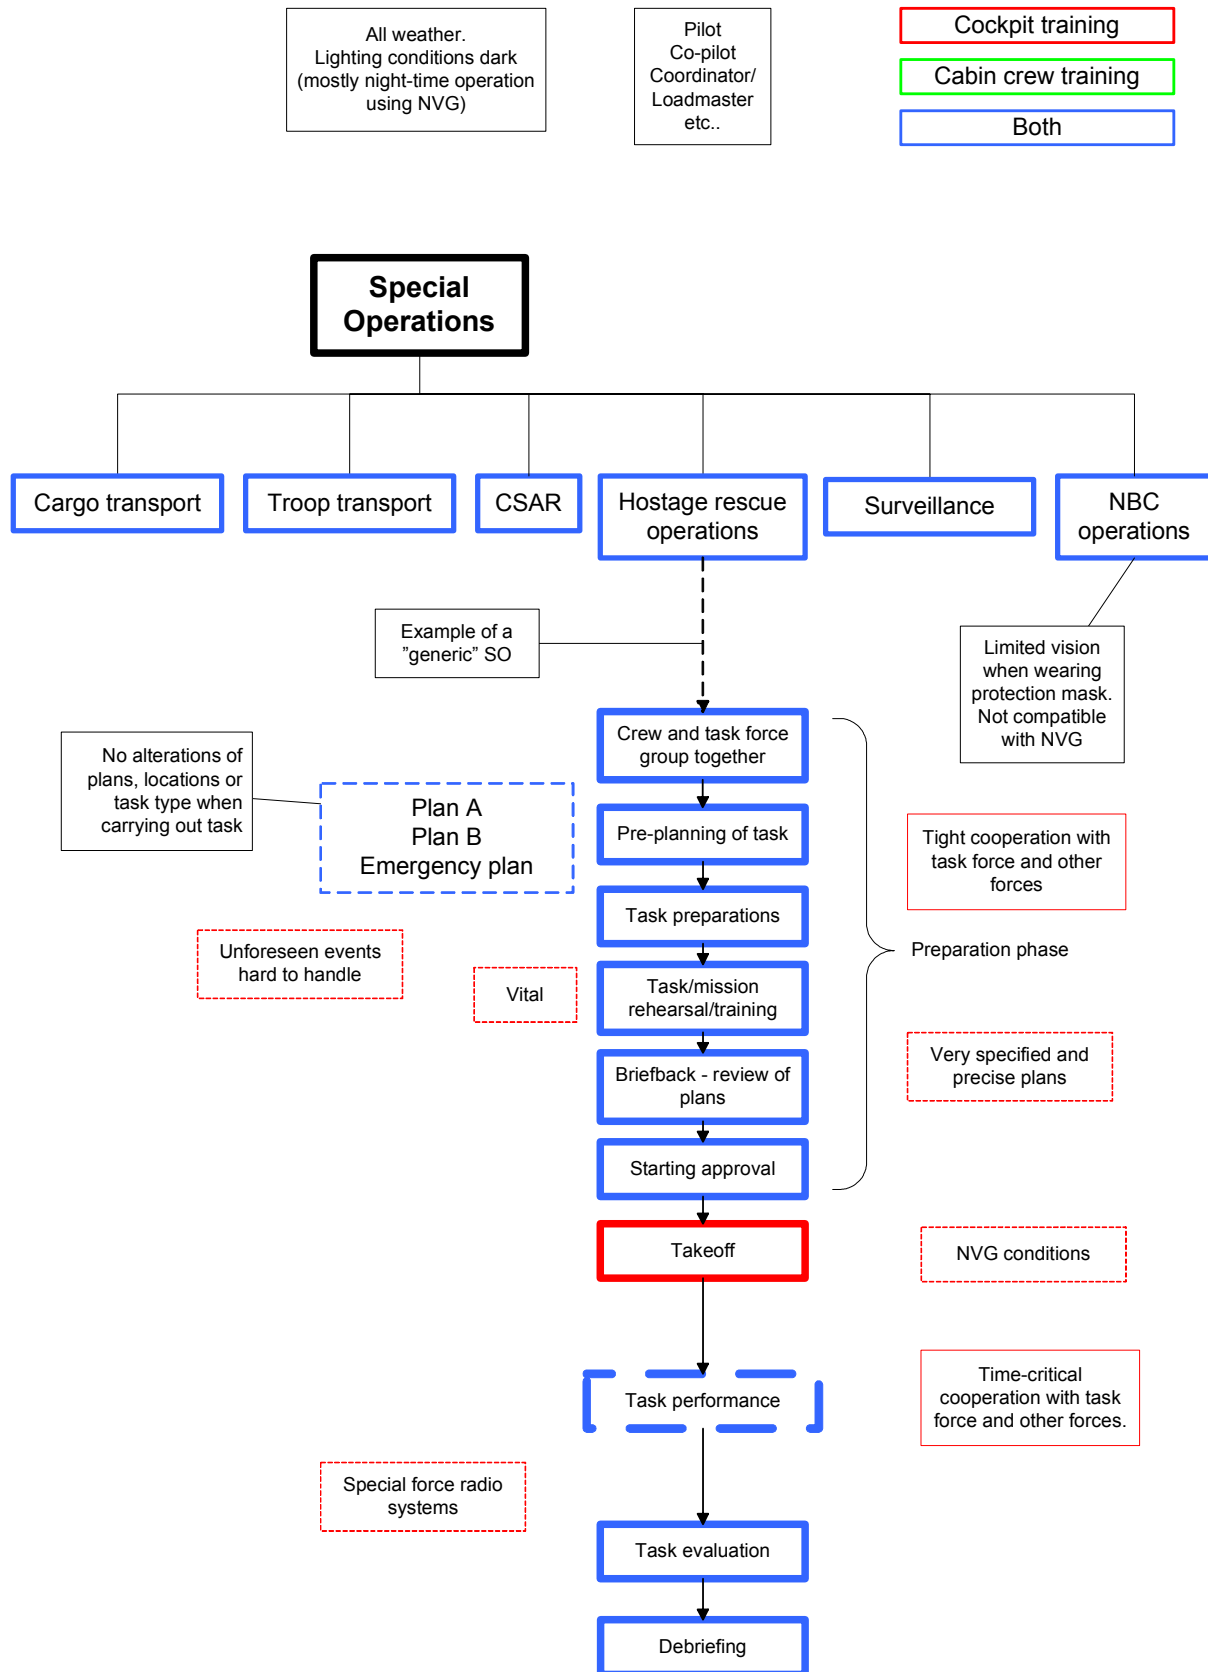 All weather.
Lighting conditions dark
(mostly night-time operation
using NVG)
Pilot
Co-pilot
Coordinator/
Loadmaster
etc..
Cockpit training
Cabin crew training
Both
Special
Operations
Cargo transport
Troop transport
CSAR
Hostage rescue
operations
Surveillance
NBC
operations
Example of a
”generic” SO
Limited vision
when wearing
protection mask.
Not compatible
with NVG
Crew and task force
group together
No alterations of
plans, locations or
task type when
carrying out task
Plan A
Plan B
Emergency plan
Pre-planning of task
Tight cooperation with
task force and other
forces
Task preparations
Unforeseen events
hard to handle
Preparation phase
Vital
Task/mission
rehearsal/training
Briefback - review of
plans
Very specified and
precise plans
Starting approval
Takeoff
NVG conditions
Task performance
Time-critical
cooperation with task
force and other forces.
Special force radio
systems
Task evaluation
Debriefing